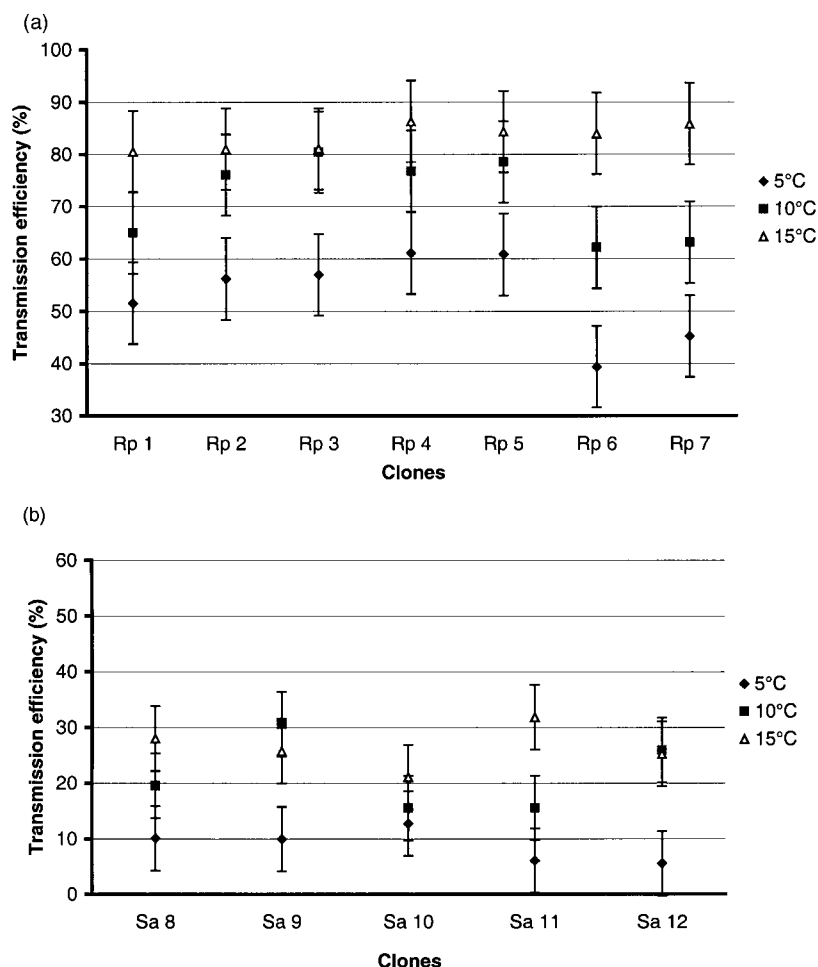 (a)
100
90
80
70
60
50
40
30
Transmission efficiency (%)
Rp 1 Rp 2 Rp 3 Rp 4 Rp 5 Rp 6 Rp 7
Clones
5°C
10°C
15°C
(b)
60
50
40
30
20
10
0
Transmission efficiency (%)
Sa 8 Sa 9 Sa 10 Sa 11 Sa 12
Clones
5°C
10°C
15°C